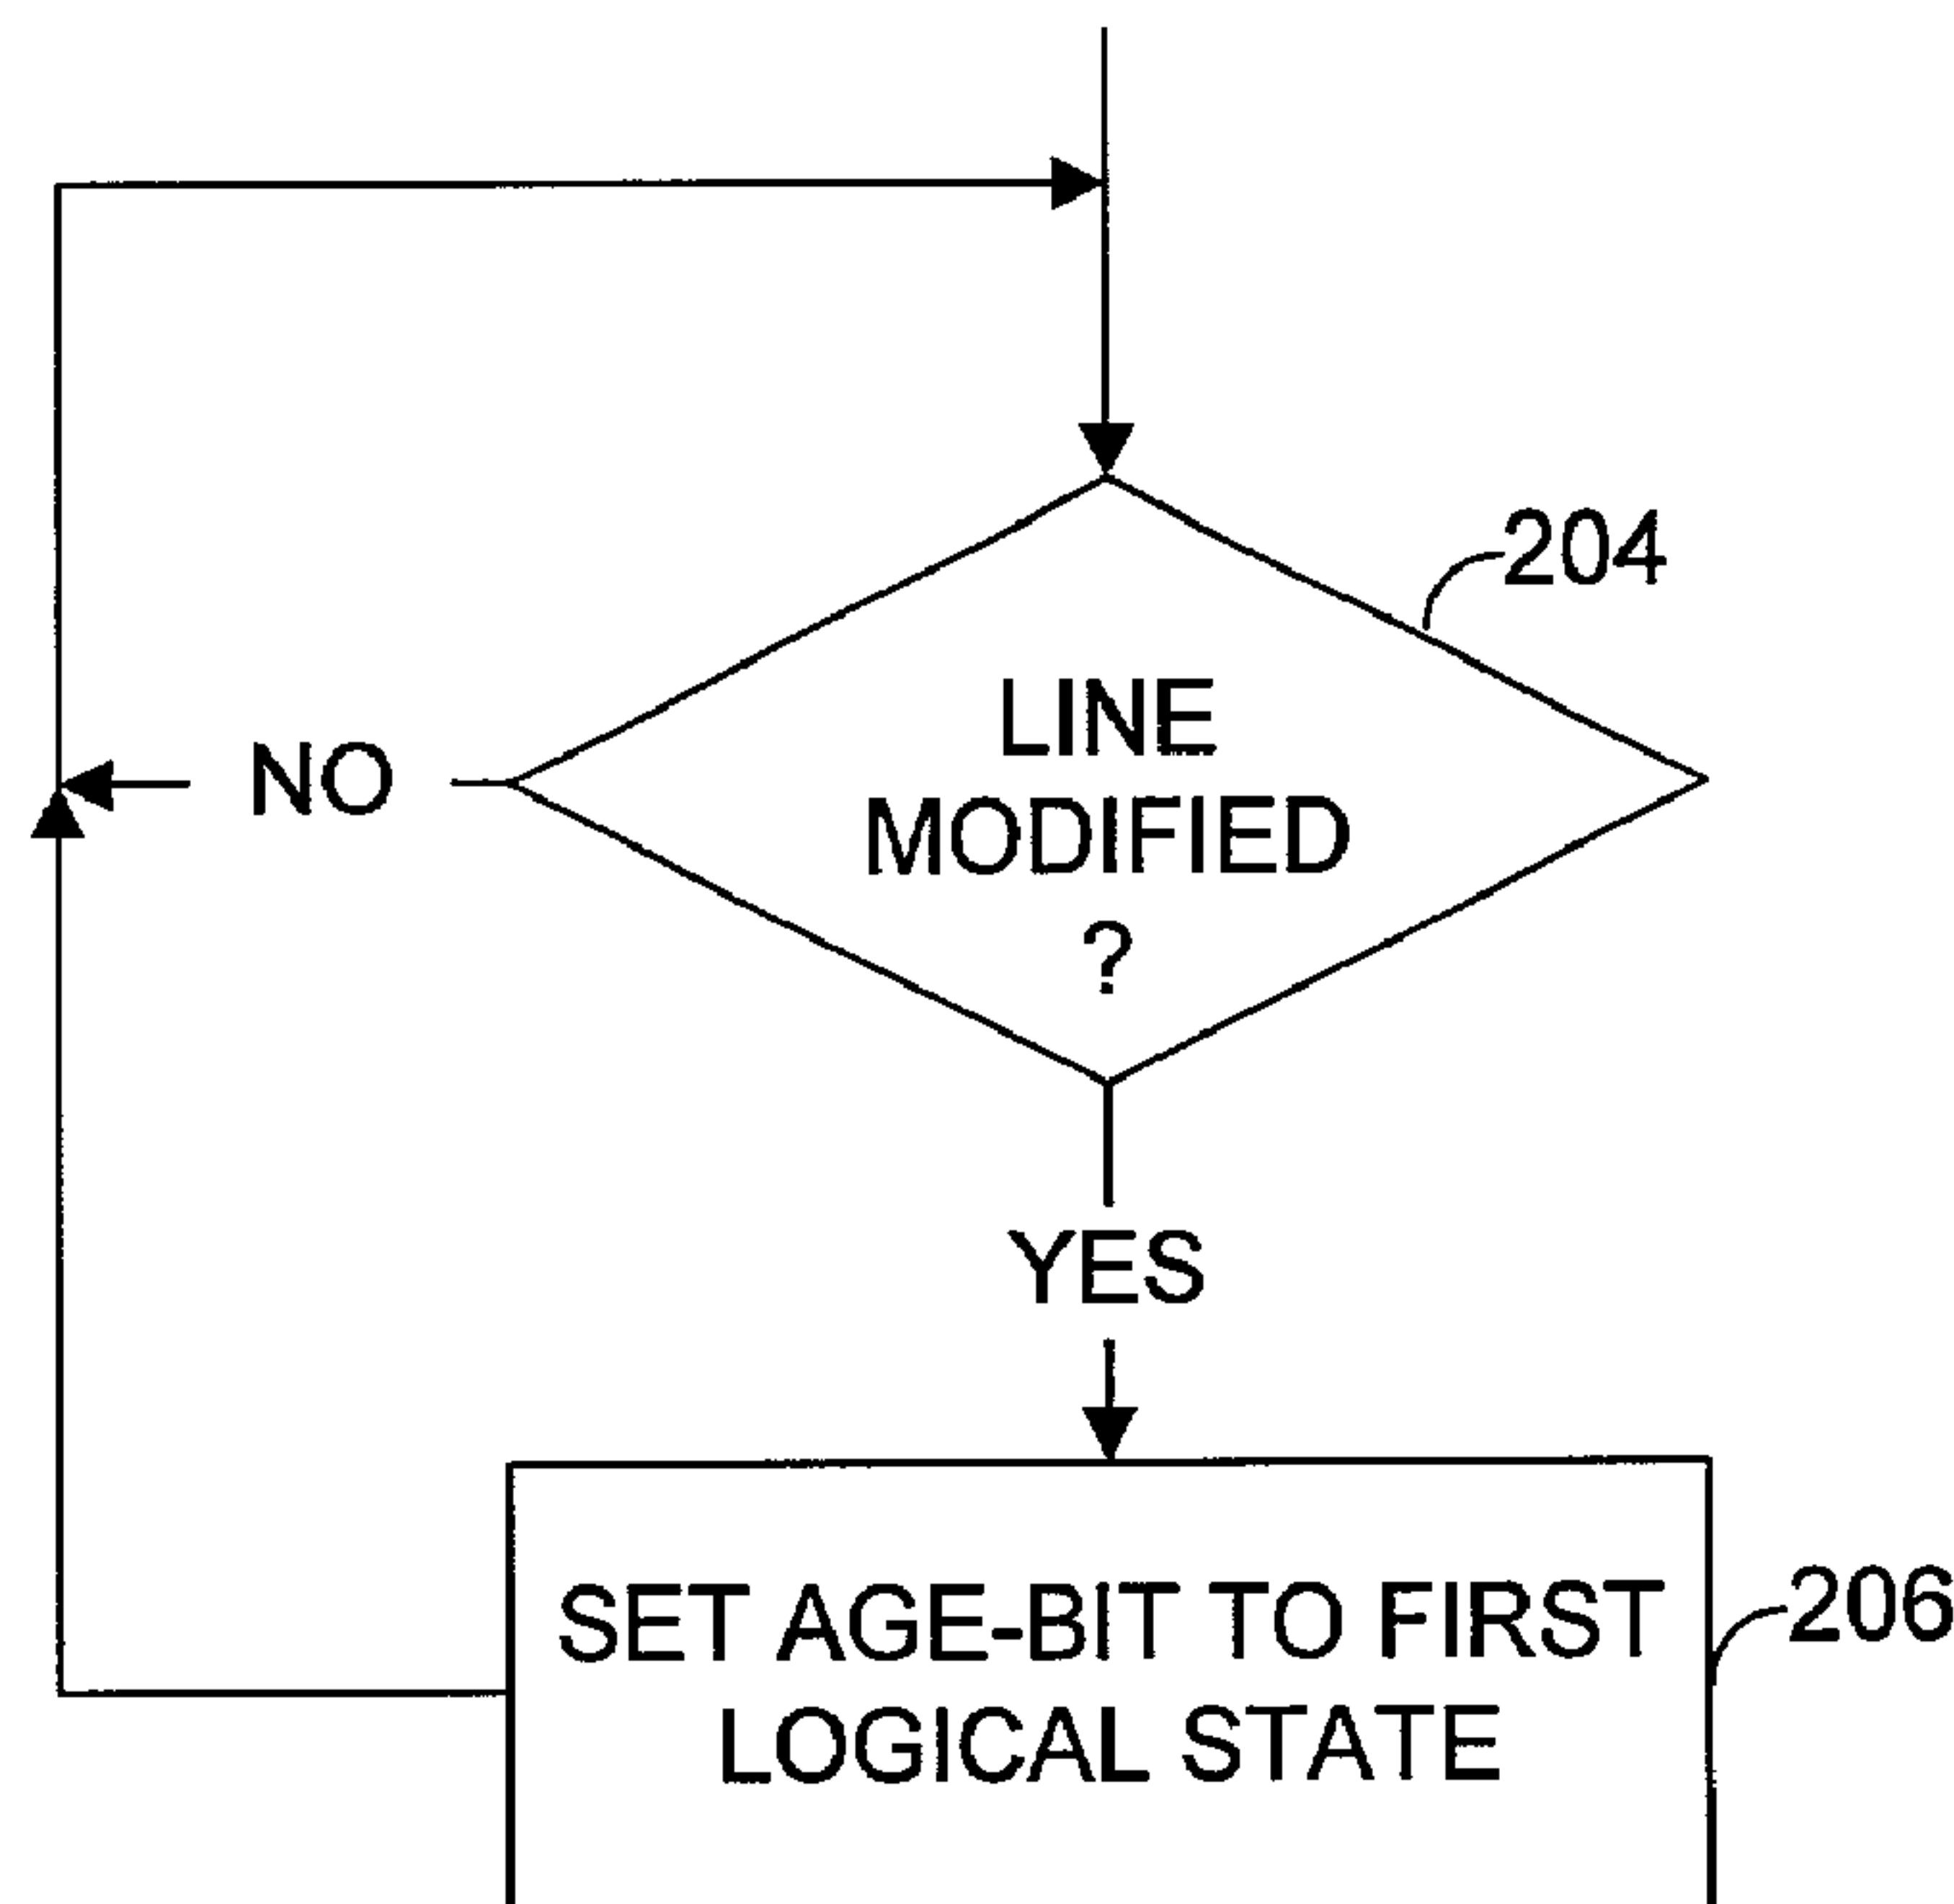 204
LINE
MODIFIED
?
NO
YES
SET AGE-BIT TO FIRST
LOGICAL STATE
206